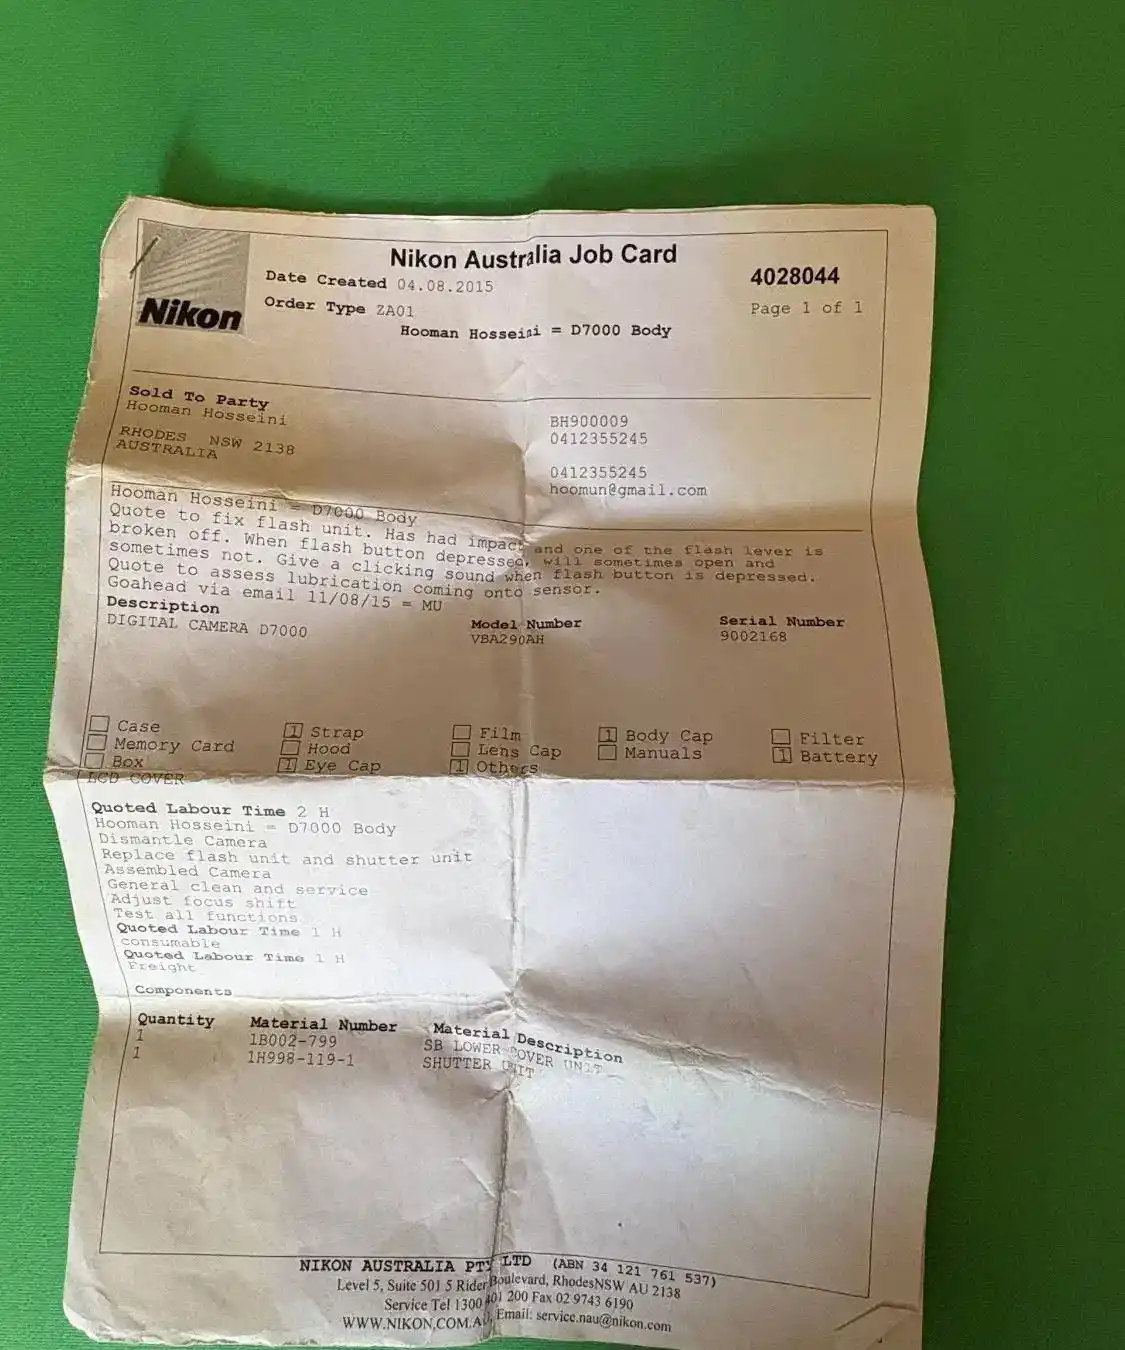 Nikon
Nikon Australia Job Card
4028044
Date Created 04.08.2015
Page 1 of 1
Order Type ZA01
Hooman Hosseini = D7000 Body
Sold To Party
Hooman Hosseini
RHODES NSW 2138
AUSTRALIA
BH900009
0412355245
0412355245
hoomun@gmail.com
Hooman Hosseini = D7000 Body
Quote to fix flash unit. Has had impact and one of the flash lever is
broken off. When flash button depressed, will sometimes open and
sometimes not. Give a clicking sound when flash button is depressed.
Quote to assess lubrication coming onto sensor.
Goahead via email 11/08/15 = MU
Description Model Number Serial Number
DIGITAL CAMERA D7000 VBA290AH 9002168
Case 1 Strap Film 1 Body Cap Filter
Memory Card Hood Lens Cap Manuals 1 Battery
Box 1 Eye Cap 1 Others
LCD COVER
Quoted Labour Time 2 H
Hooman Hosseini = D7000 Body
Dismantle Camera
Replace flash unit and shutter unit
Assembled Camera
General clean and service
Adjust focus shift
Test all functions
Quoted Labour Time 1 H
consumable
Quoted Labour Time 1 H
Freight
Components
Quantity Material Number Material Description
1 1B002-799 SB LOWER COVER UNIT
1 1H998-119-1 SHUTTER UNIT
NIKON AUSTRALIA PTY LTD (ABN 34 121 761 537)
Level 5, Suite 501 5 Rider Boulevard, RhodesNSW AU 2138
Service Tel 1300 401 200 Fax 02 9743 6190
WWW.NIKON.COM.AU, Email: service.nau@nikon.com